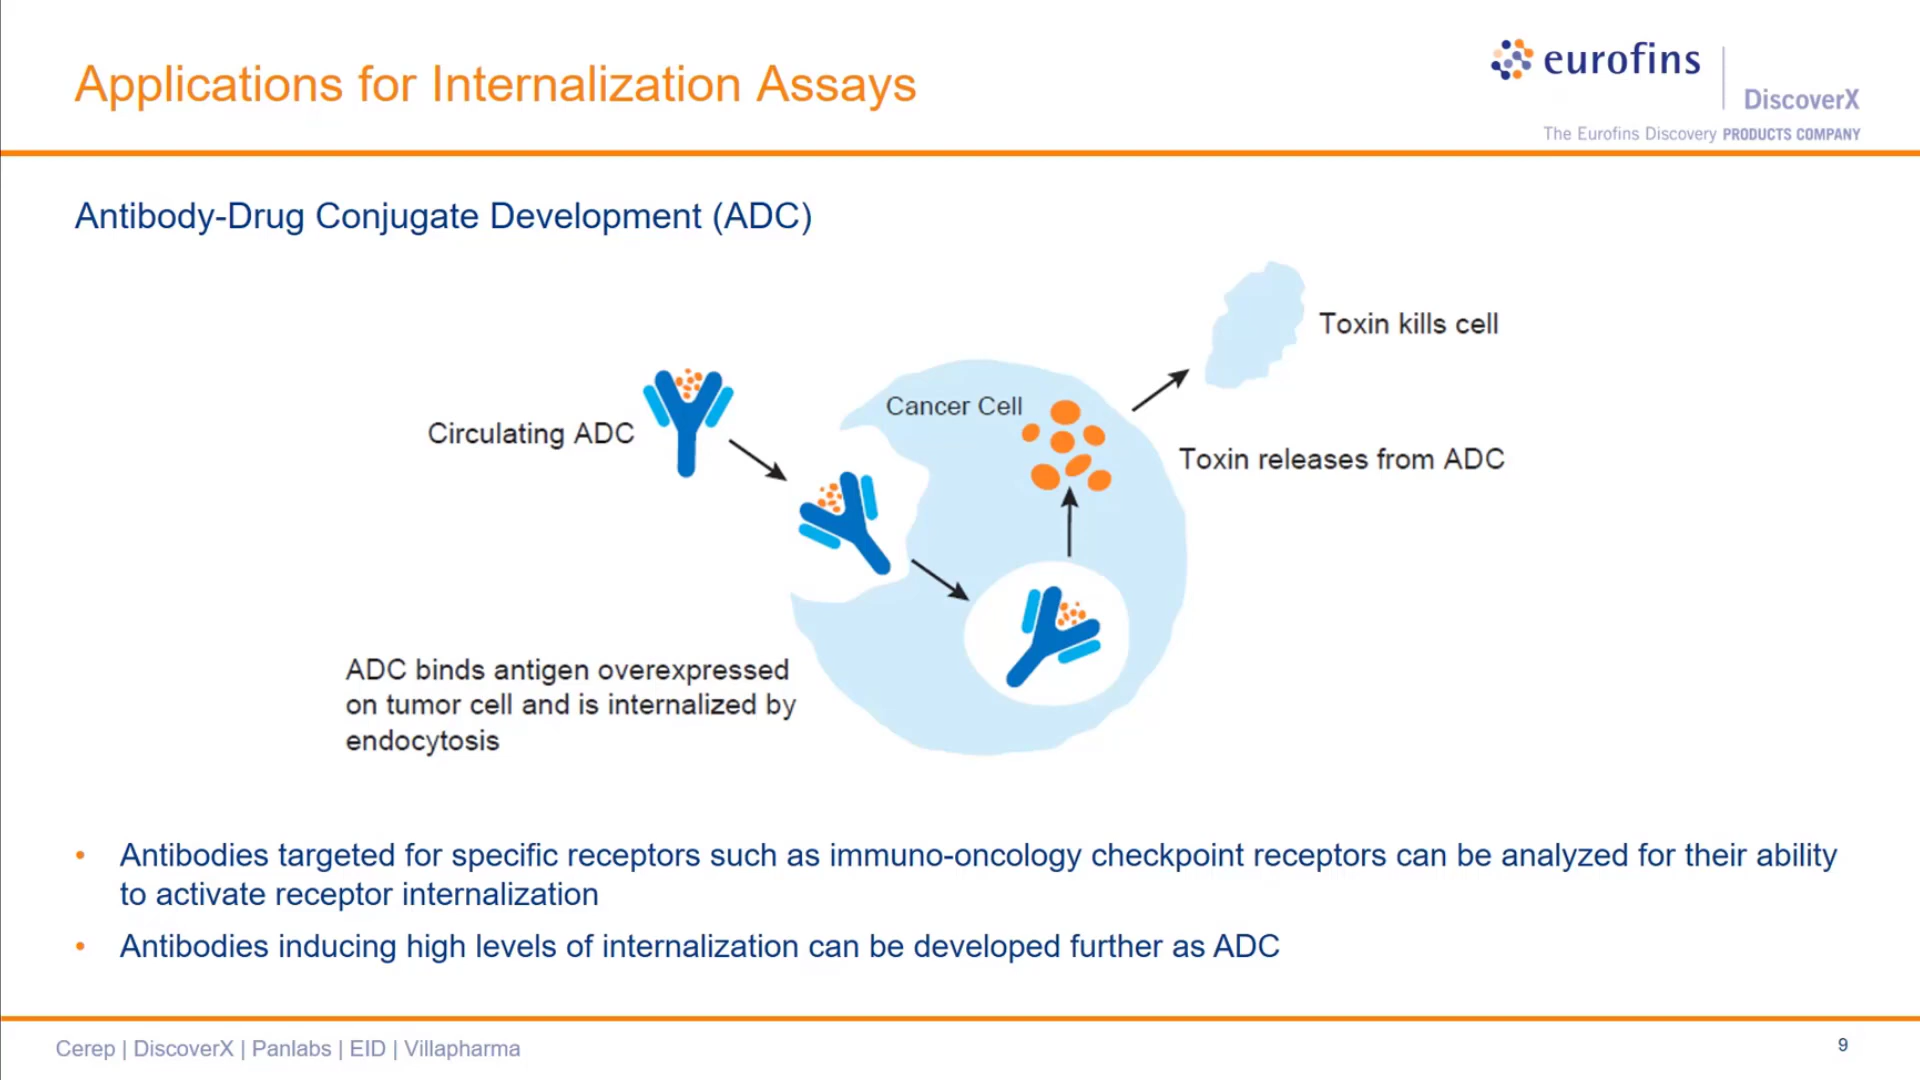 Applications for Internalization Assays
eurofins
DiscoverX
The Eurofins Discovery PRODUCTS COMPANY
Antibody-Drug Conjugate Development (ADC)
Toxin kills cell
Cancer Cell
Circulating ADC
Toxin releases from ADC
ADC binds antigen overexpressed
on tumor cell and is internalized by
endocytosis
• Antibodies targeted for specific receptors such as immuno-oncology checkpoint receptors can be analyzed for their ability
to activate receptor internalization
• Antibodies inducing high levels of internalization can be developed further as ADC
Cerep | DiscoverX | Panlabs | EID | Villapharma
9